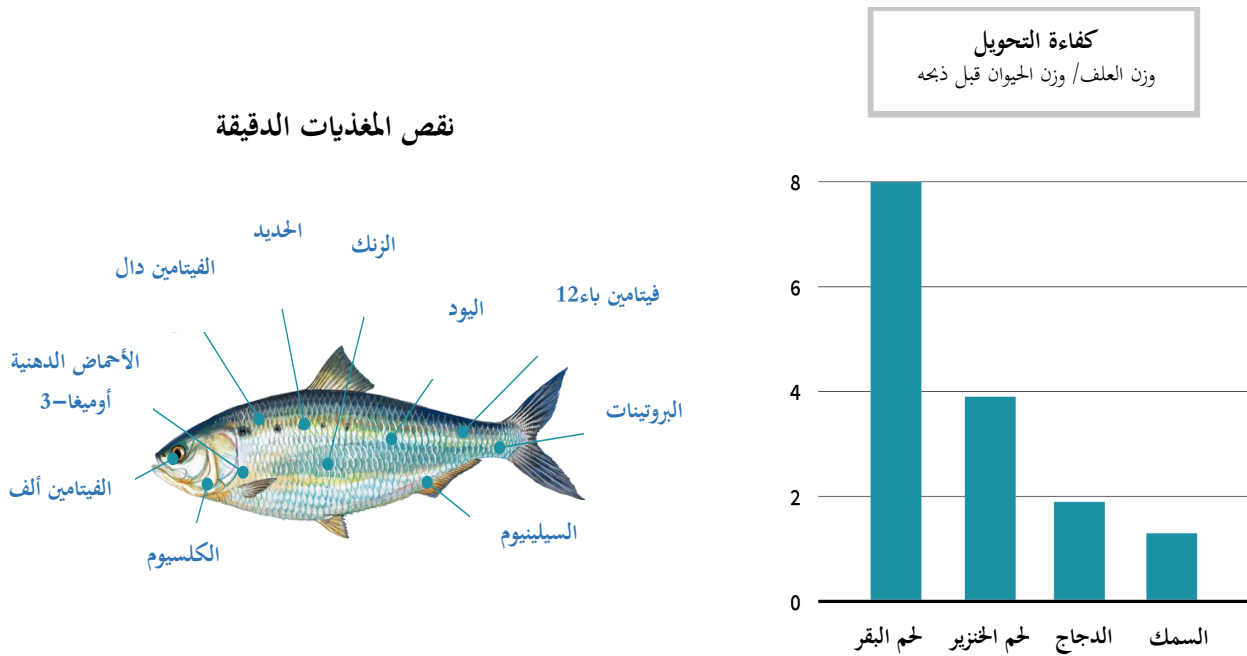 كفاءة التحويل
وزن العلف/ وزن الحيوان قبل ذبحه
8
6
4
2
0
لحم البقر
لحم الخنزير
الدجاج
السمك
نقص المغذيات الدقيقة
الحديد
الزنك
الفيتامين دال
فيتامين باء12
اليود
الأحماض الدهنية
أوميغا–3
البروتينات
الفيتامين ألف
السيلينيوم
الكلسيوم